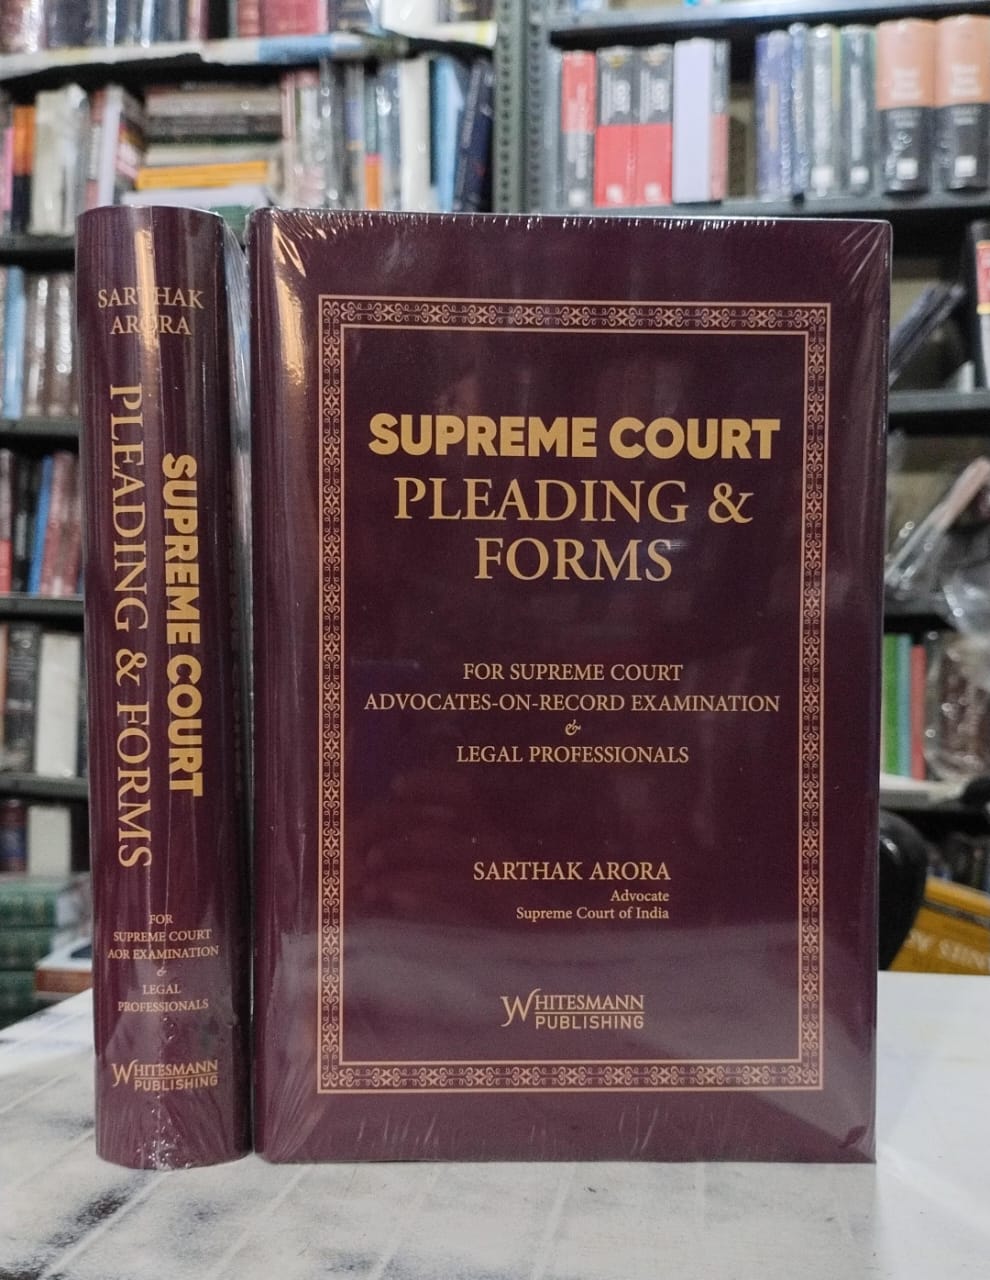 SARTHAK
ARORA
SUPREME COURT
PLEADING & FORMS
FOR
SUPREME COURT
AOR EXAMINATION
&
LEGAL
PROFESSIONALS
WHITESMANN
PUBLISHING
SUPREME COURT
PLEADING &
FORMS
FOR SUPREME COURT
ADVOCATES-ON-RECORD EXAMINATION
&
LEGAL PROFESSIONALS
SARTHAK ARORA
Advocate
Supreme Court of India
WHITESMANN
PUBLISHING